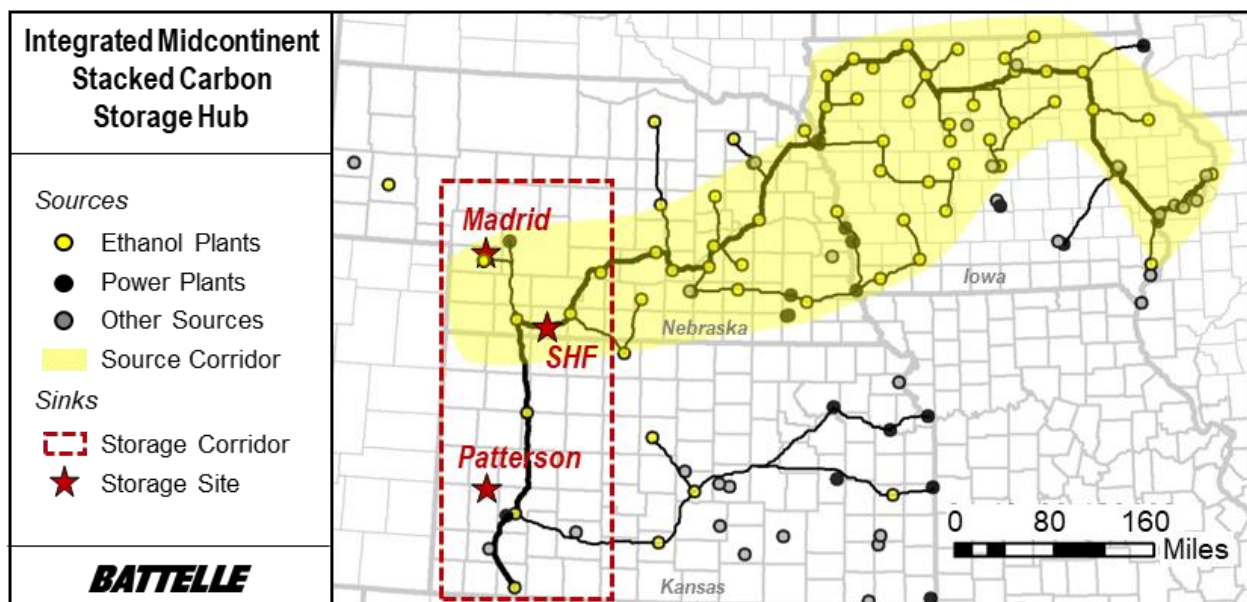 Integrated Midcontinent
Stacked Carbon
Storage Hub
Sources
Ethanol Plants
Power Plants
Other Sources
Source Corridor
Sinks
Storage Corridor
Storage Site
BATTELLE
Madrid
SHF
Patterson
Nebraska
Iowa
Kansas
0 80 160
Miles